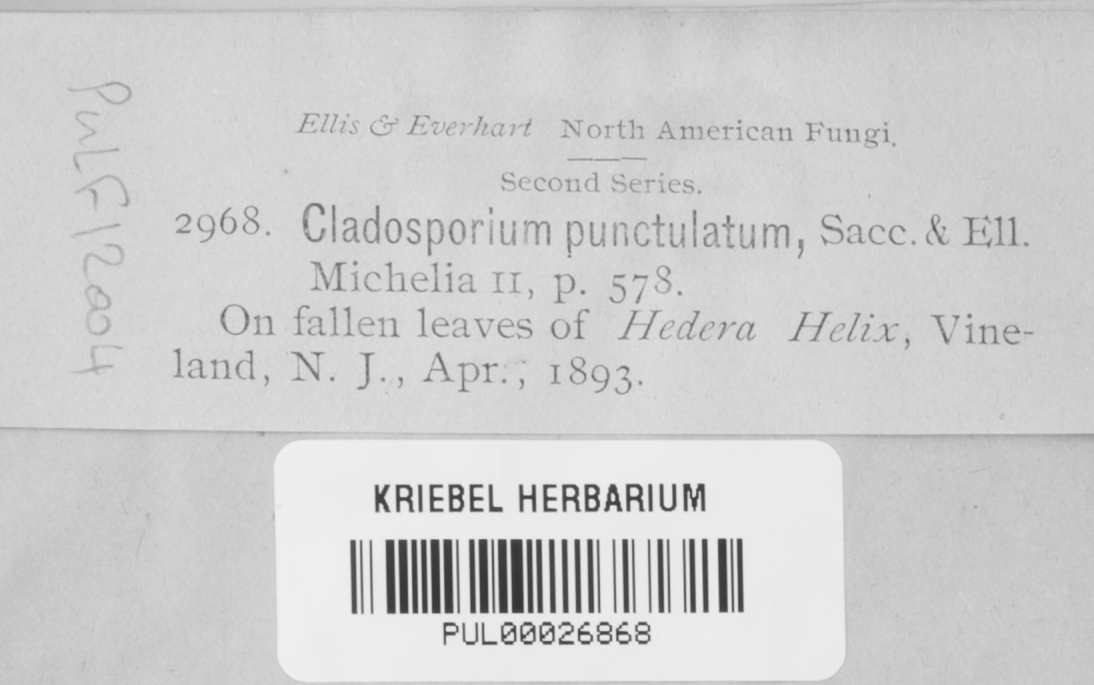 PuLF12004
Ellis & Everhart North American Fungi.
Second Series.
2968. Cladosporium punctulatum, Sacc. & Ell.
Michelia II, p. 578.
On fallen leaves of Hedera Helix, Vine-
land, N. J., Apr., 1893.
KRIEBEL HERBARIUM
PUL00026868